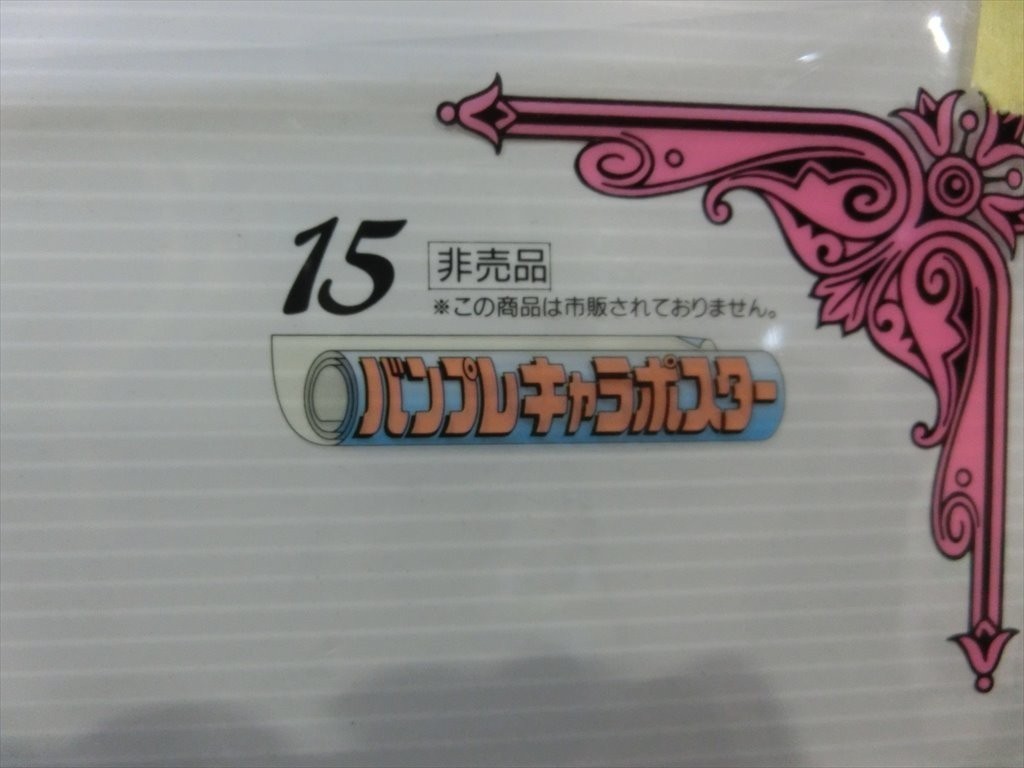 15
非売品
※この商品は市販されておりません。
バンプレキャラポスター